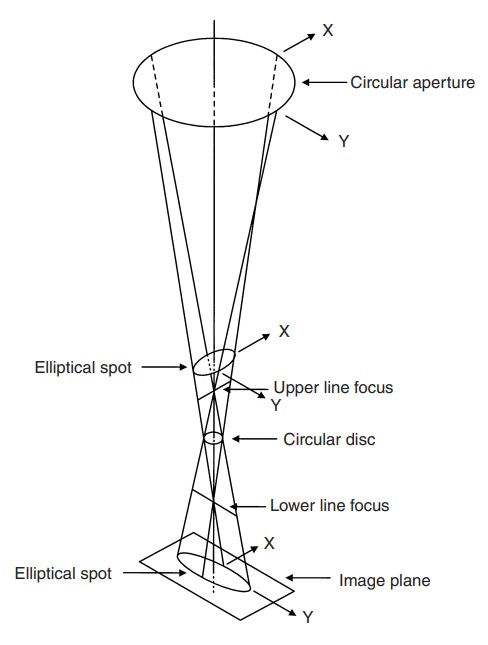 X
Circular aperture
Y
X
Elliptical spot
Upper line focus
Y
Circular disc
Lower line focus
X
Elliptical spot
Image plane
Y